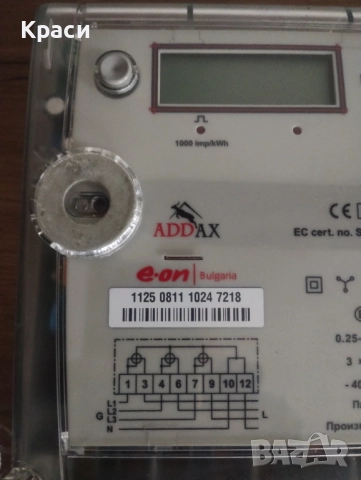 Краси
1000 imp/kWh
ADDAX
CE
EC cert. no. S
e·on Bulgaria
1125 0811 1024 7218
0.25-
3
- 40
1 3 4 6 7 9 10 12
L1
L2
G L3 L
N
Произ
BAZAR